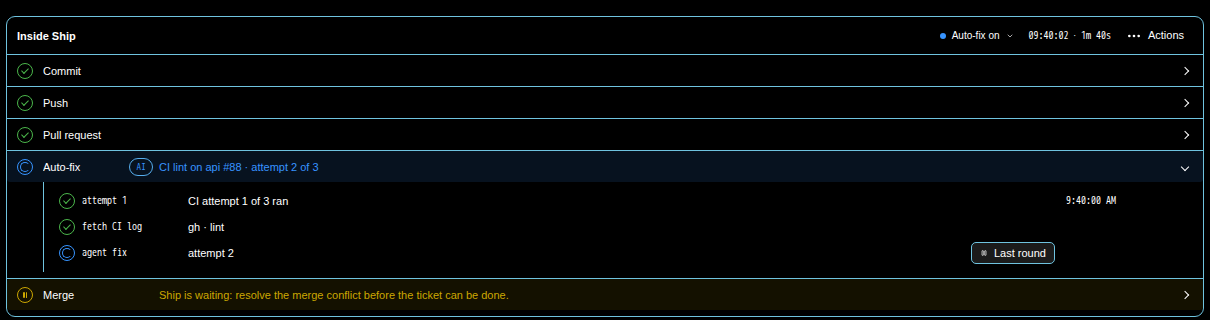 Inside Ship
Auto-fix on
09:40:02 · 1m 40s
Actions
Commit
Push
Pull request
Auto-fix AI CI lint on api #88 · attempt 2 of 3
attempt 1 CI attempt 1 of 3 ran 9:40:00 AM
fetch CI log gh · lint
agent fix attempt 2 Last round
Merge Ship is waiting: resolve the merge conflict before the ticket can be done.